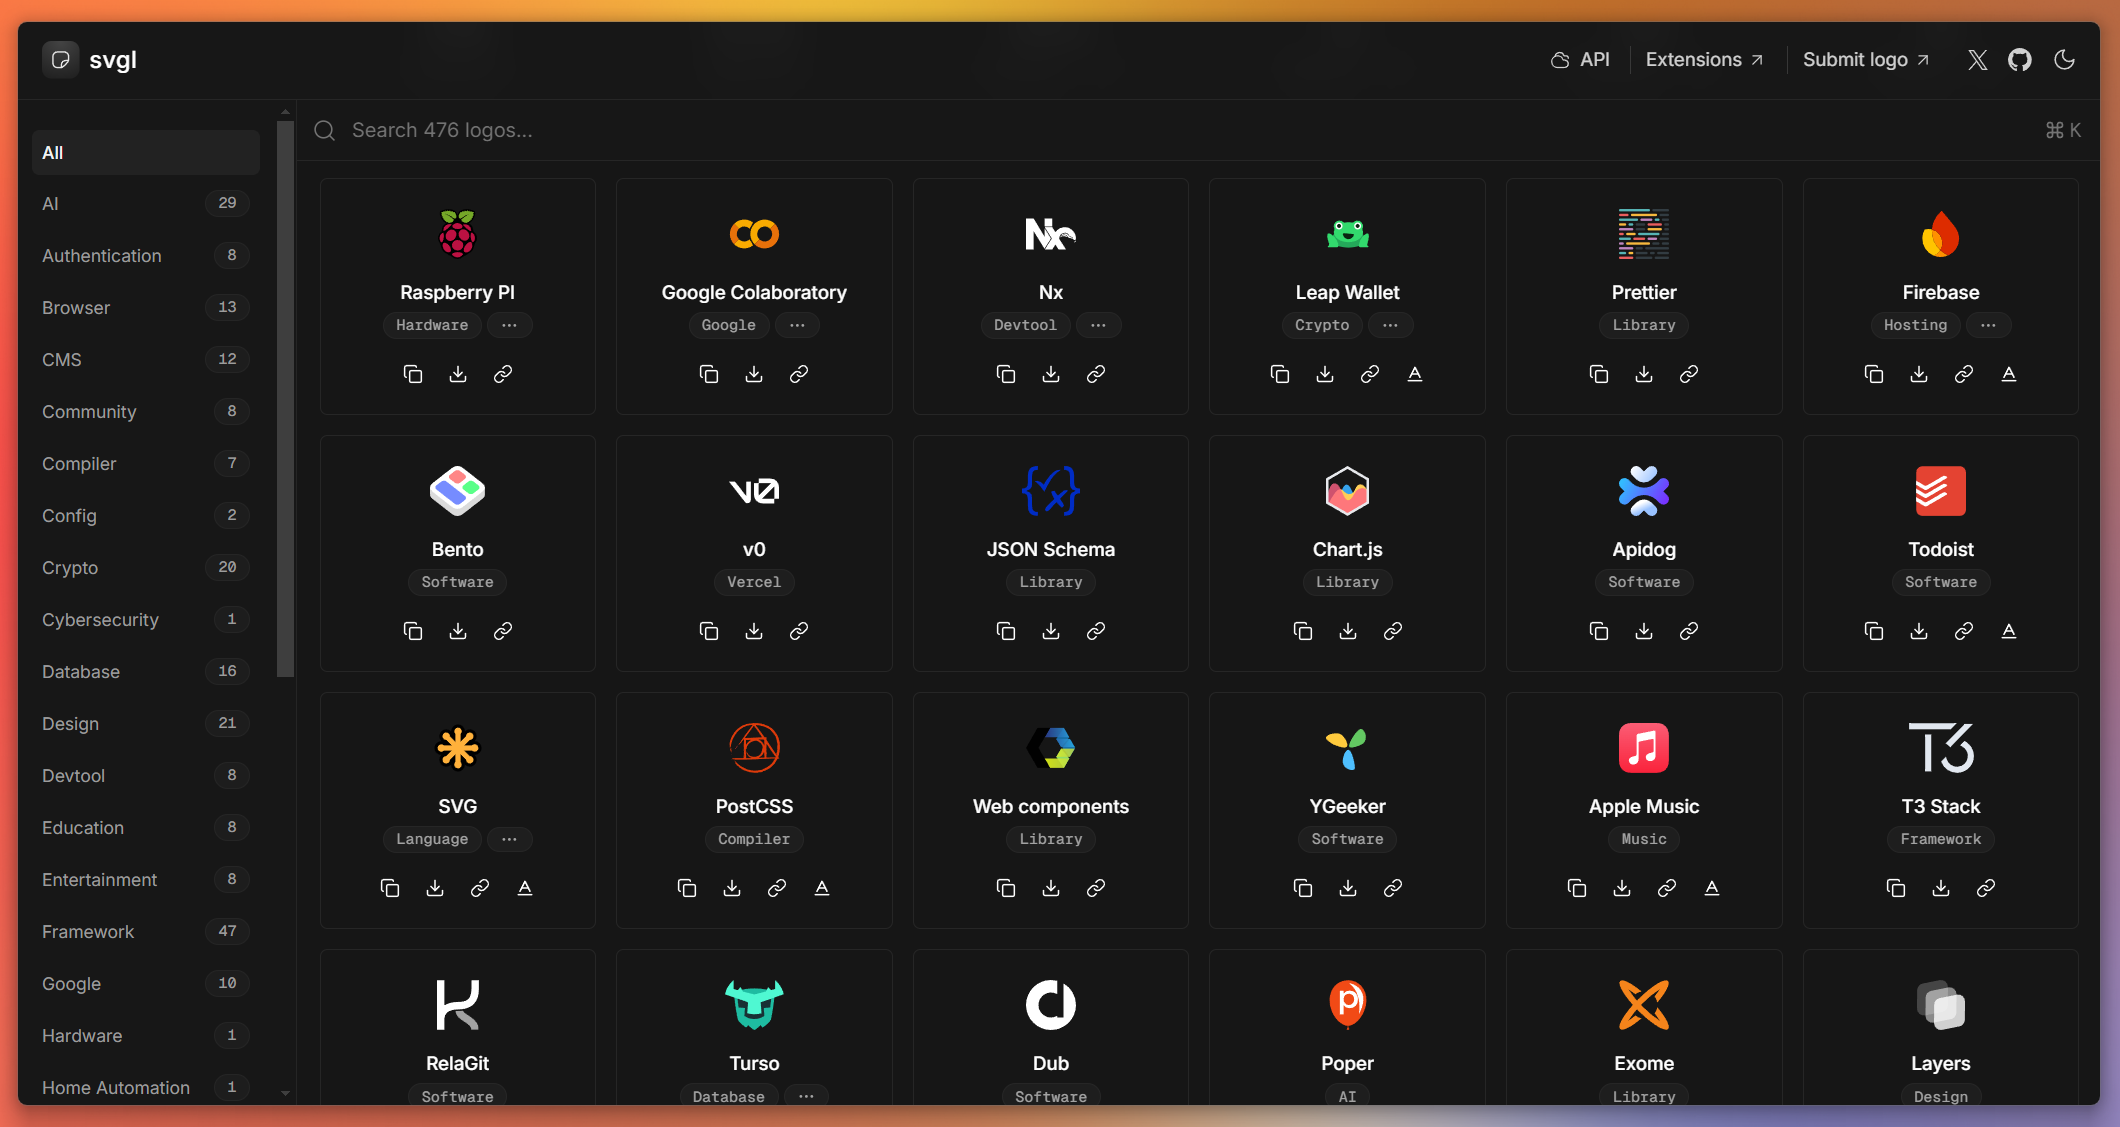 svgl
API
Extensions
Submit logo
Search 476 logos...
⌘ K
All
AI 29
Authentication 8
Browser 13
CMS 12
Community 8
Compiler 7
Config 2
Crypto 20
Cybersecurity 1
Database 16
Design 21
Devtool 8
Education 8
Entertainment 8
Framework 47
Google 10
Hardware 1
Home Automation 1
Raspberry PI
Hardware ...
Google Colaboratory
Google ...
Nx
Nx
Devtool ...
Leap Wallet
Crypto ...
Prettier
Library
Firebase
Hosting ...
Bento
Software
v0
v0
Vercel
JSON Schema
Library
Chart.js
Library
Apidog
Software
Todoist
Software
SVG
Language ...
PostCSS
Compiler
Web components
Library
YGeeker
Software
Apple Music
Music
T3
T3 Stack
Framework
RelaGit
Software
Turso
Database ...
Dub
Software
p
Poper
AI
Exome
Library
Layers
Design